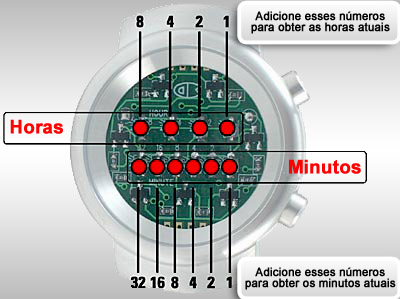 8 4 2 1
Adicione esses números
para obter as horas atuais
HOUR
Horas
Minutos
MINUTE
32 16 8 4 2 1
Adicione esses números
para obter os minutos atuais